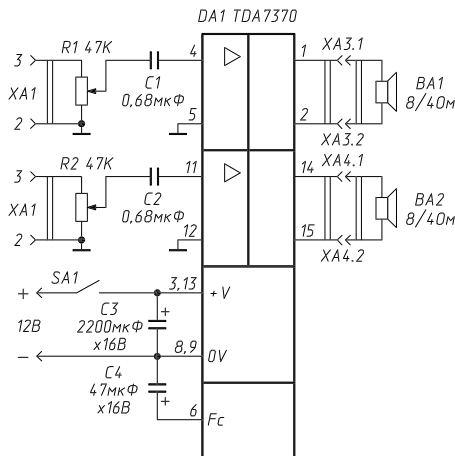 DA1 TDA7370
3
R1 47K
4
1
XA3.1
XA1
C1
0,68мкФ
BA1
8/4Ом
2
5
2
XA3.2
3
R2 47K
11
14
XA4.1
XA1
C2
0,68мкФ
BA2
8/4Ом
2
12
15
XA4.2
+
SA1
3,13
+V
12В
C3
+
2200мкФ
х16В
−
8,9
0V
C4
47мкФ
+
х16В
6
Fc